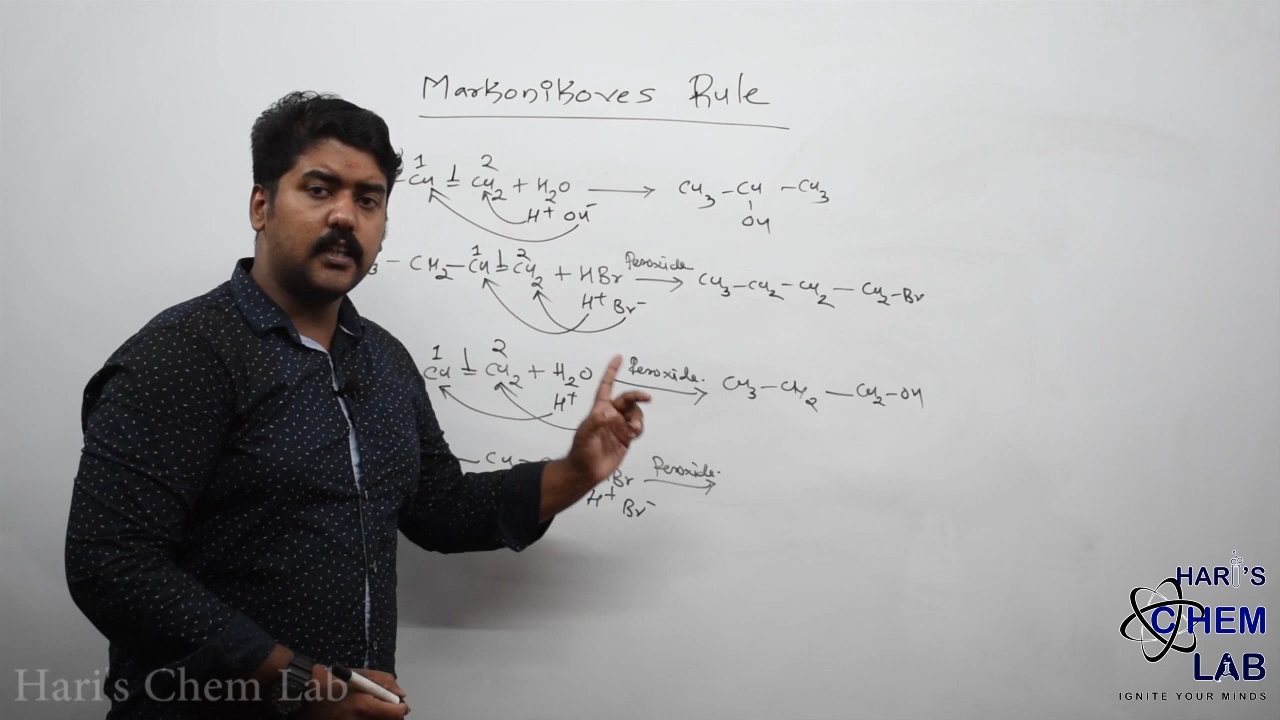 Markonikoves Rule
1 2
CH = CH2 + H2O → CH3 - CH - CH3
H+ OH- OH
1 2
3 - CH2 - CH = CH2 + HBr Peroxide → CH3 - CH2 - CH2 - CH2 - Br
H+ Br-
1 2
CH = CH2 + H2O Peroxide. → CH3 - CH2 - CH2 - OH
H+
CH Br Peroxide. →
H+ Br-
HARI'S
CHEM
LAB
IGNITE YOUR MINDS
Hari's Chem Lab